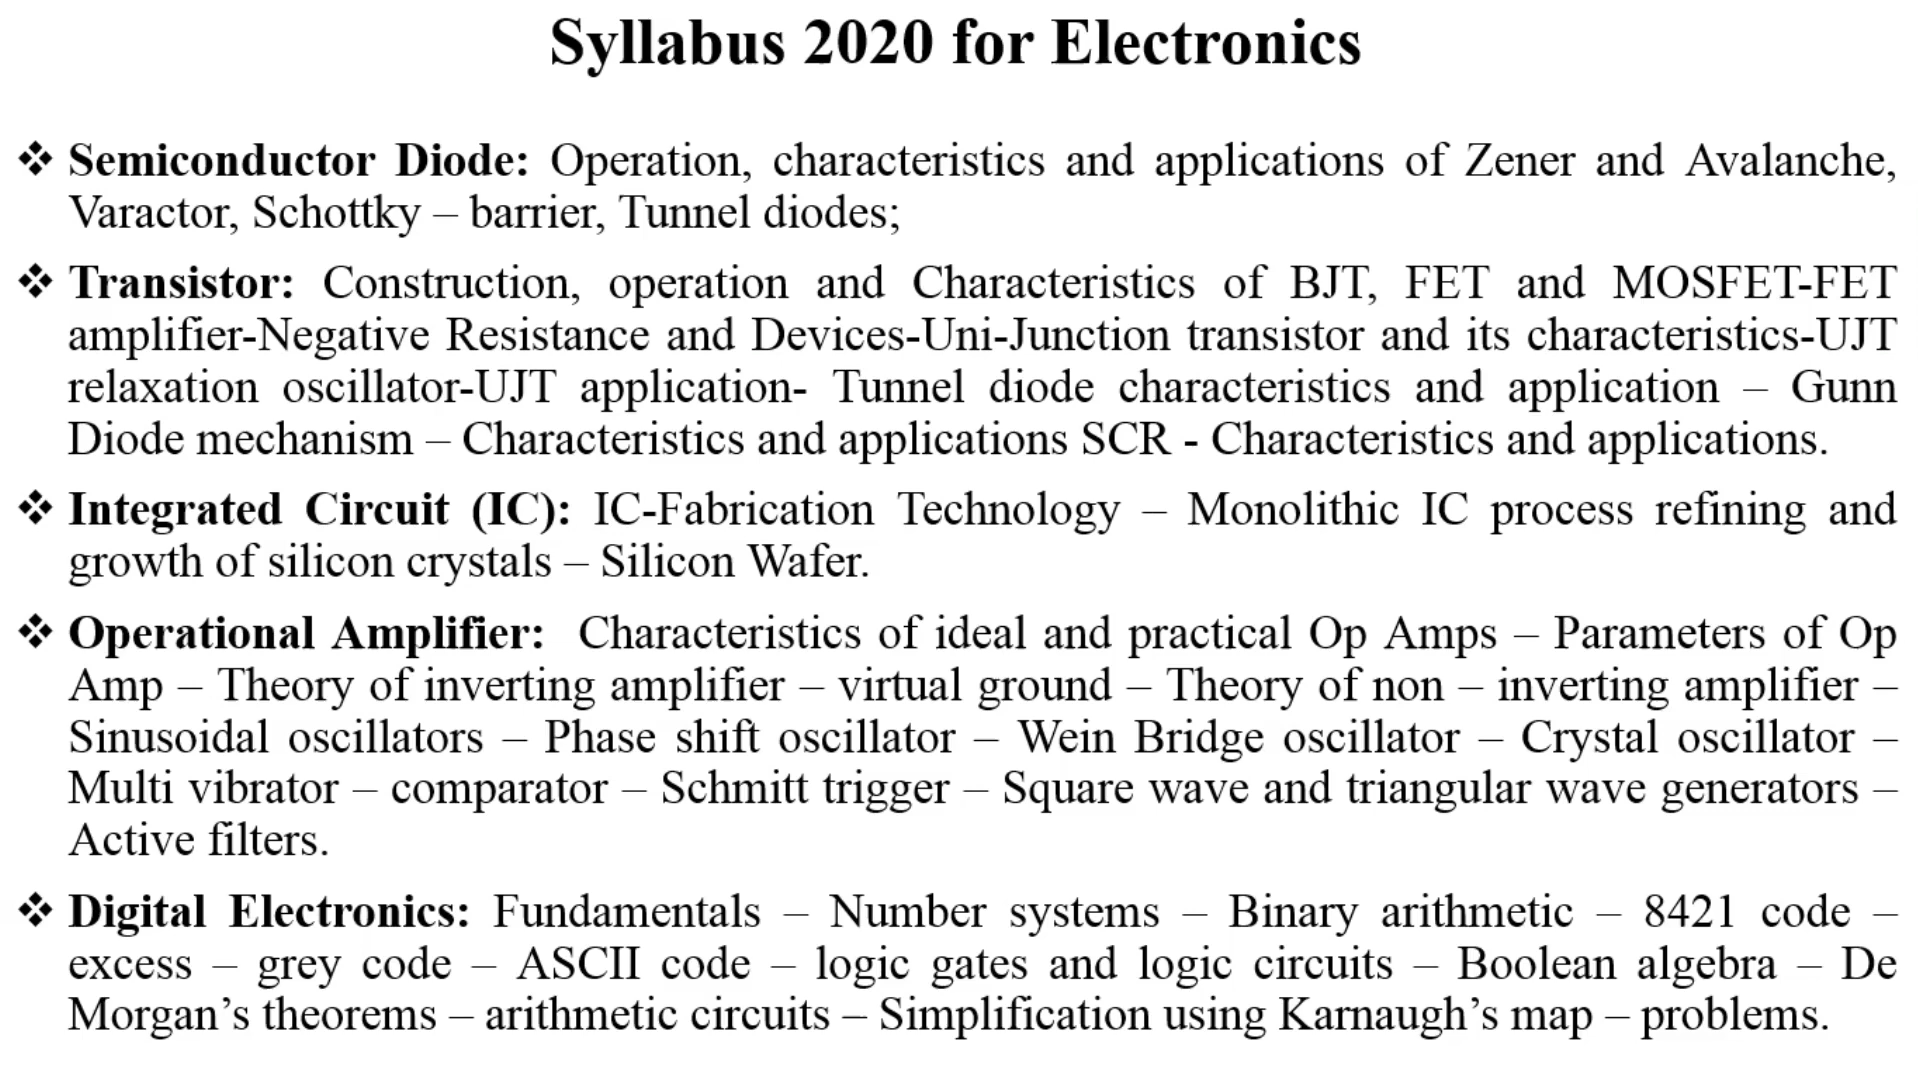 Syllabus 2020 for Electronics
❖ Semiconductor Diode: Operation, characteristics and applications of Zener and Avalanche,
Varactor, Schottky – barrier, Tunnel diodes;
❖ Transistor: Construction, operation and Characteristics of BJT, FET and MOSFET-FET
amplifier-Negative Resistance and Devices-Uni-Junction transistor and its characteristics-UJT
relaxation oscillator-UJT application- Tunnel diode characteristics and application – Gunn
Diode mechanism – Characteristics and applications SCR - Characteristics and applications.
❖ Integrated Circuit (IC): IC-Fabrication Technology – Monolithic IC process refining and
growth of silicon crystals – Silicon Wafer.
❖ Operational Amplifier: Characteristics of ideal and practical Op Amps – Parameters of Op
Amp – Theory of inverting amplifier – virtual ground – Theory of non – inverting amplifier –
Sinusoidal oscillators – Phase shift oscillator – Wein Bridge oscillator – Crystal oscillator –
Multi vibrator – comparator – Schmitt trigger – Square wave and triangular wave generators –
Active filters.
❖ Digital Electronics: Fundamentals – Number systems – Binary arithmetic – 8421 code –
excess – grey code – ASCII code – logic gates and logic circuits – Boolean algebra – De
Morgan’s theorems – arithmetic circuits – Simplification using Karnaugh’s map – problems.